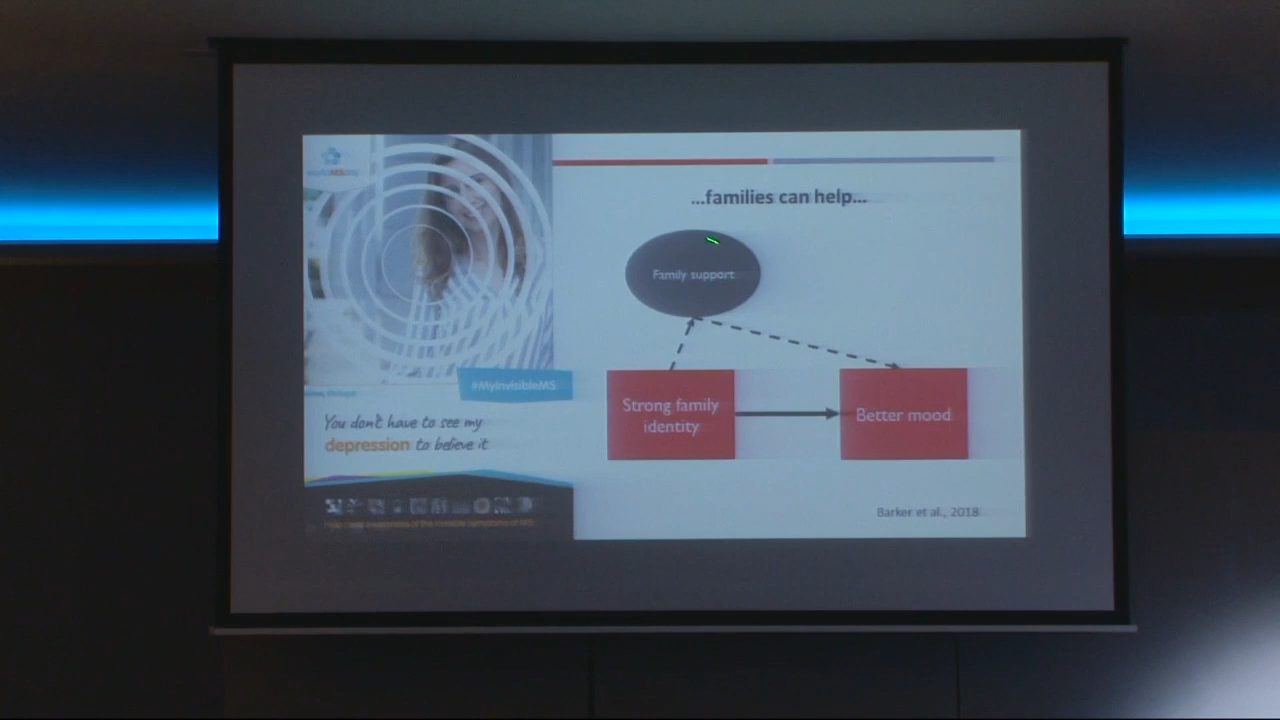 ...families can help...
Family support
Strong family
identity
Better mood
Barker et al., 2018
#MyInvisibleMS
You don't have to see my
depression to believe it